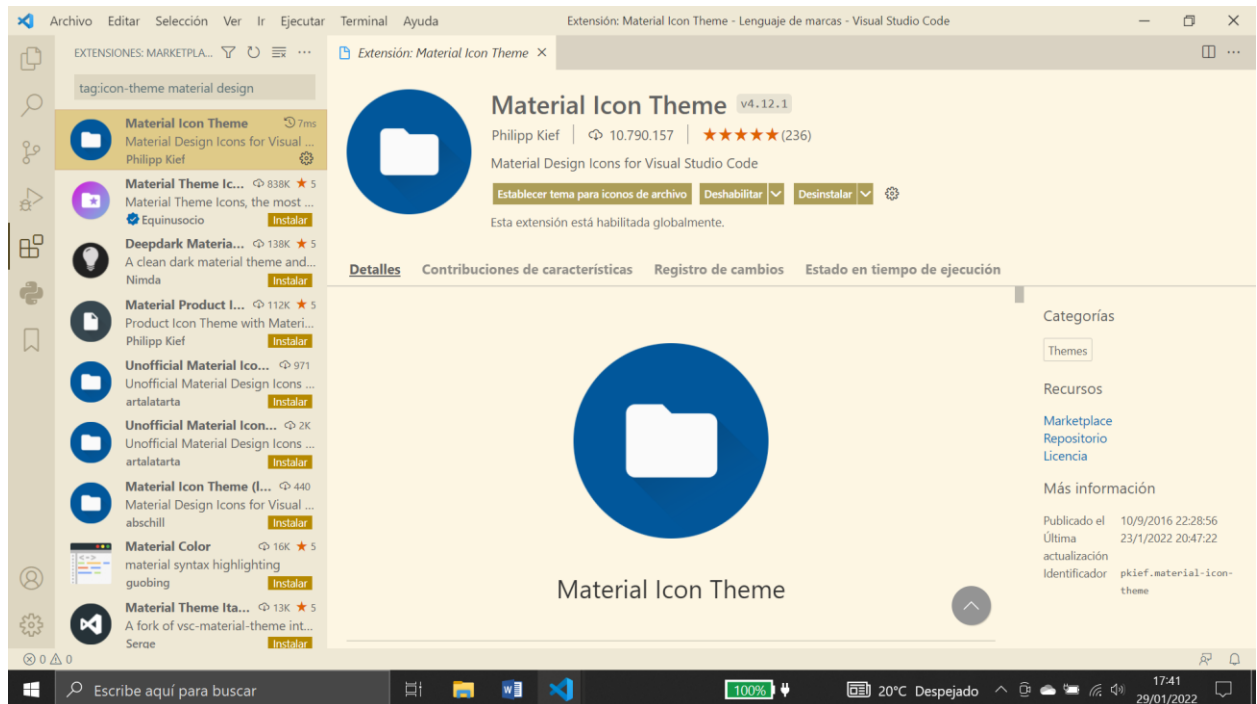 Archivo Editar Selección Ver Ir Ejecutar Terminal Ayuda
Extensión: Material Icon Theme - Lenguaje de marcas - Visual Studio Code
EXTENSIONES: MARKETPLA...
tag:icon-theme material design
Material Icon Theme 7ms
Material Design Icons for Visual ...
Philipp Kief
Material Theme Ic... 838K ★ 5
Material Theme Icons, the most ...
Equinusocio Instalar
Deepdark Materia... 138K ★ 5
A clean dark material theme and...
Nimda Instalar
Material Product I... 112K ★ 5
Product Icon Theme with Materi...
Philipp Kief Instalar
Unofficial Material Ico... 971
Unofficial Material Design Icons ...
artalatarta Instalar
Unofficial Material Icon... 2K
Unofficial Material Design Icons ...
artalatarta Instalar
Material Icon Theme (I... 440
Material Design Icons for Visual ...
abschill Instalar
Material Color 16K ★ 5
material syntax highlighting
guobing Instalar
Material Theme Ita... 13K ★ 5
A fork of vsc-material-theme int...
Serge Instalar
Extensión: Material Icon Theme
Material Icon Theme v4.12.1
Philipp Kief 10.790.157 ★★★★★(236)
Material Design Icons for Visual Studio Code
Establecer tema para iconos de archivo Deshabilitar Desinstalar
Esta extensión está habilitada globalmente.
Detalles Contribuciones de características Registro de cambios Estado en tiempo de ejecución
Material Icon Theme
Categorías
Themes
Recursos
Marketplace
Repositorio
Licencia
Más información
Publicado el 10/9/2016 22:28:56
Última 23/1/2022 20:47:22
actualización
Identificador pkief.material-icon-
theme
0 0
Escribe aquí para buscar
100%
20°C Despejado
17:41
29/01/2022